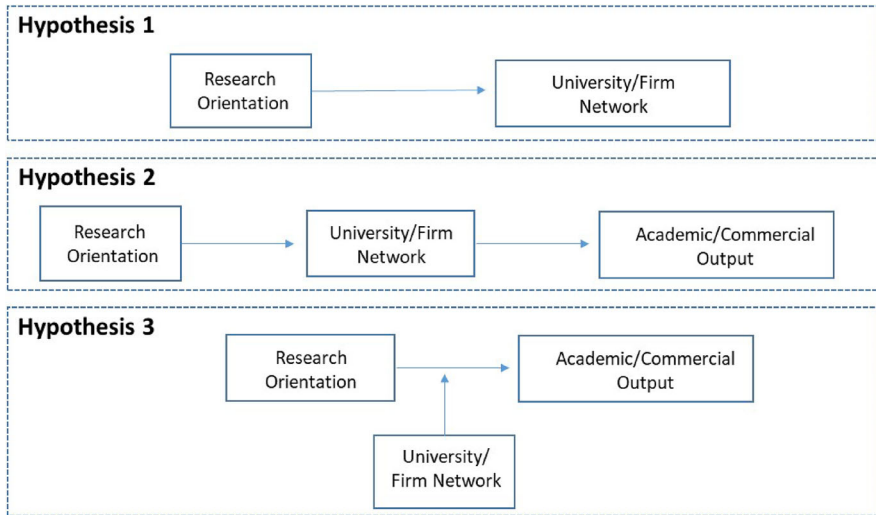 Hypothesis 1
Research
Orientation
University/Firm
Network
Hypothesis 2
Research
Orientation
University/Firm
Network
Academic/Commercial
Output
Hypothesis 3
Research
Orientation
Academic/Commercial
Output
University/
Firm Network